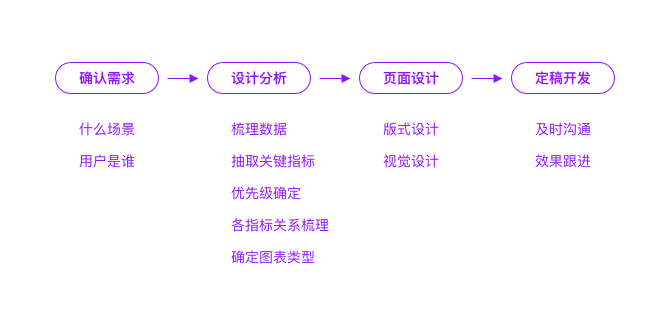 确认需求
设计分析
页面设计
定稿开发
什么场景
用户是谁
梳理数据
抽取关键指标
优先级确定
各指标关系梳理
确定图表类型
版式设计
视觉设计
及时沟通
效果跟进